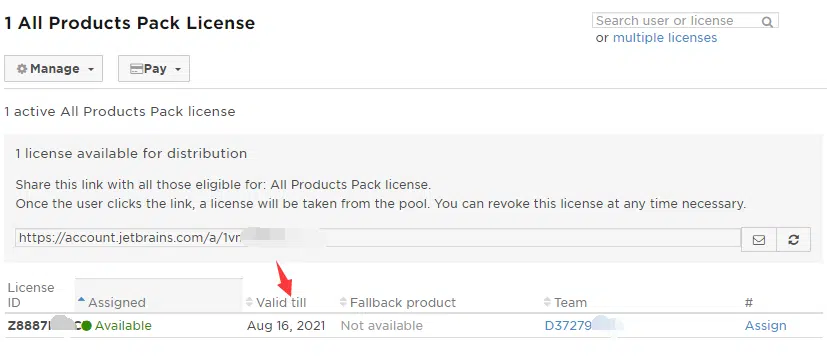 1 All Products Pack License
Search user or license
or multiple licenses
Manage
Pay
1 active All Products Pack license
1 license available for distribution
Share this link with all those eligible for: All Products Pack license.
Once the user clicks the link, a license will be taken from the pool. You can revoke this license at any time necessary.
https://account.jetbrains.com/a/1vr
License ID Assigned Valid till Fallback product Team #
Z8887 C Available Aug 16, 2021 Not available D37279 Assign